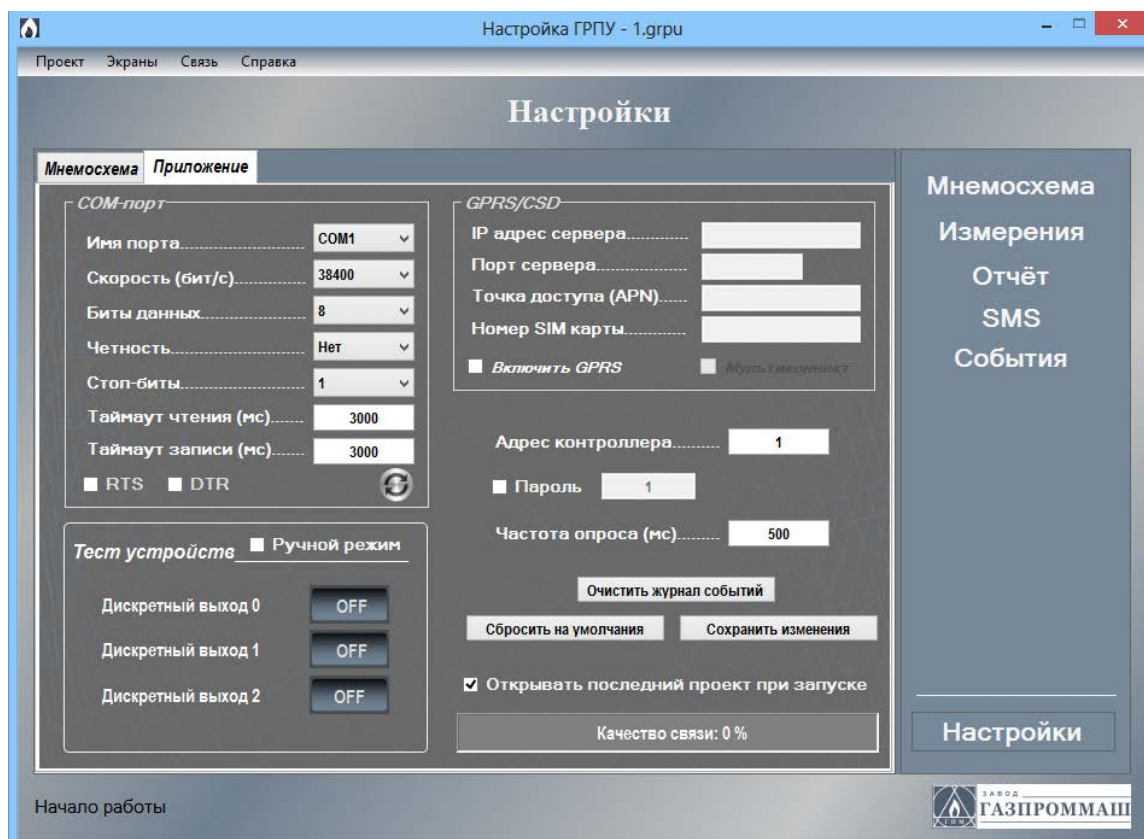 Настройка ГРПУ - 1.grpu
Проект Экраны Связь Справка
Настройки
Мнемосхема Приложение
COM-порт
Имя порта COM1
Скорость (бит/с) 38400
Биты данных 8
Четность Нет
Стоп-биты 1
Таймаут чтения (мс) 3000
Таймаут записи (мс) 3000
RTS DTR
Тест устройств Ручной режим
Дискретный выход 0 OFF
Дискретный выход 1 OFF
Дискретный выход 2 OFF
GPRS/CSD
IP адрес сервера
Порт сервера
Точка доступа (APN)
Номер SIM карты
Включить GPRS Мультиконнект
Адрес контроллера 1
Пароль 1
Частота опроса (мс) 500
Очистить журнал событий
Сбросить на умолчания Сохранить изменения
Открывать последний проект при запуске
Качество связи: 0 %
Мнемосхема
Измерения
Отчёт
SMS
События
Настройки
Начало работы
ЗАВОД
ГАЗПРОММАШ